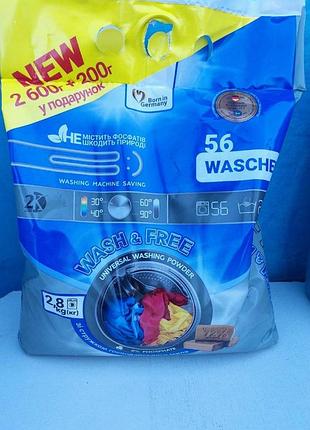 NEW
2 600г + 200г
у подарунок
Born in
Germany
НЕ МІСТИТЬ ФОСФАТІВ
ШКОДИТЬ ПРИРОДІ
WASHING MACHINE SAVING
56
WASCHE
2X
30°
40°
60°
90°
56
WASH & FREE
UNIVERSAL WASHING POWDER
2,8
kg(кг)